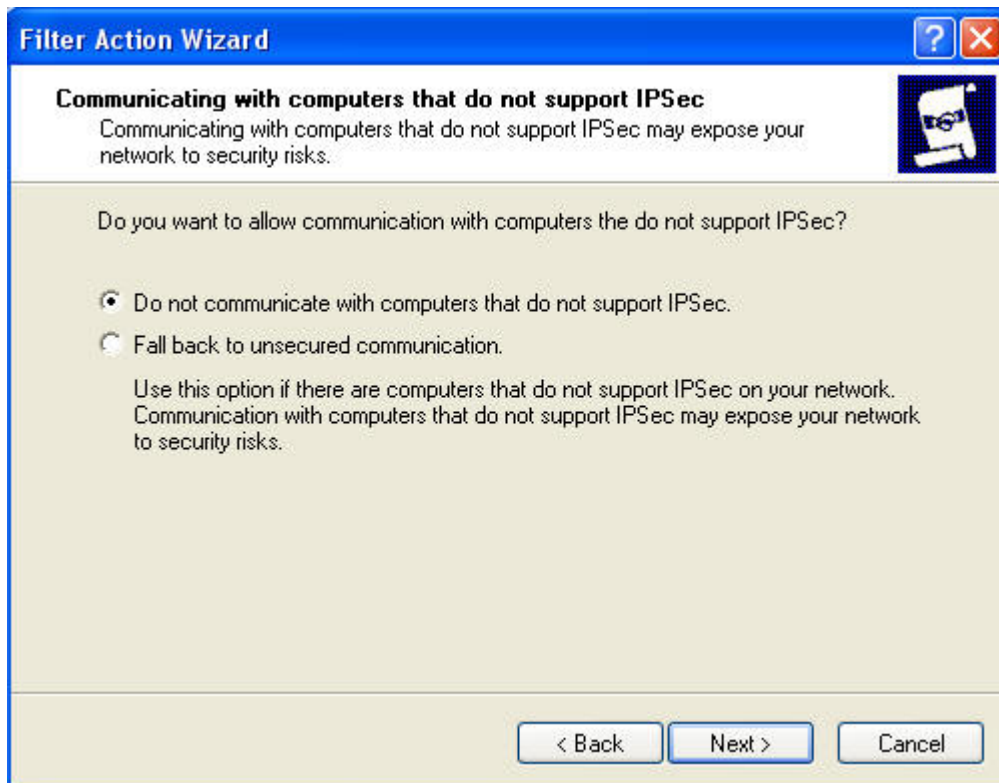 Filter Action Wizard
Communicating with computers that do not support IPSec
Communicating with computers that do not support IPSec may expose your
network to security risks.
Do you want to allow communication with computers the do not support IPSec?
Do not communicate with computers that do not support IPSec.
Fall back to unsecured communication.
Use this option if there are computers that do not support IPSec on your network.
Communication with computers that do not support IPSec may expose your network
to security risks.
< Back Next > Cancel